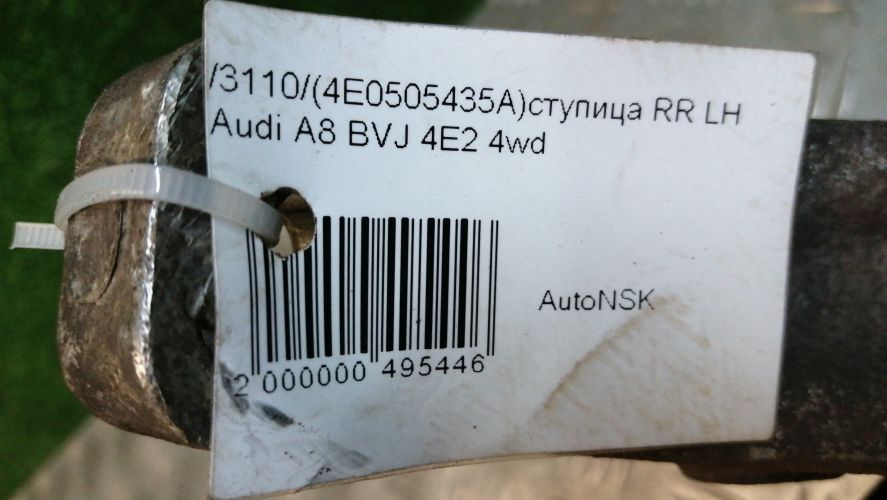 /3110/(4E0505435A)ступица RR LH
Audi A8 BVJ 4E2 4wd
AutoNSK
2 000000 495446